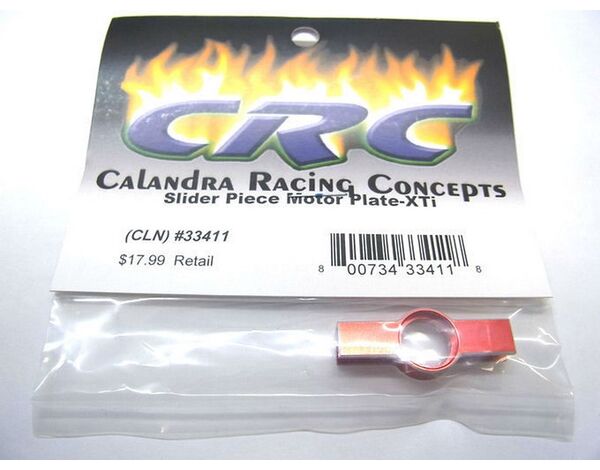 CRC
CALANDRA RACING CONCEPTS
Slider Piece Motor Plate-XTi
(CLN) #33411
$17.99 Retail
8 00734 33411 8